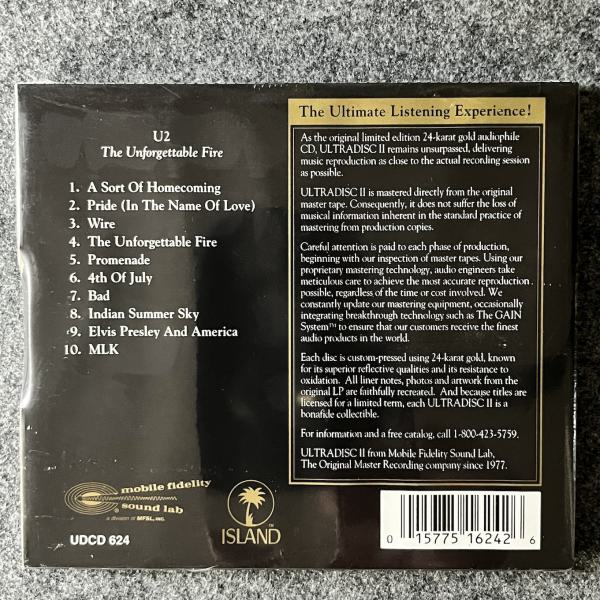 U2
The Unforgettable Fire
1. A Sort Of Homecoming
2. Pride (In The Name Of Love)
3. Wire
4. The Unforgettable Fire
5. Promenade
6. 4th Of July
7. Bad
8. Indian Summer Sky
9. Elvis Presley And America
10. MLK
The Ultimate Listening Experience!
As the original limited edition 24-karat gold audiophile
CD, ULTRADISC II remains unsurpassed, delivering
music reproduction as close to the actual recording session
as possible.
ULTRADISC II is mastered directly from the original
master tape. Consequently, it does not suffer the loss of
musical information inherent in the standard practice of
mastering from production copies.
Careful attention is paid to each phase of production,
beginning with our inspection of master tapes. Using our
proprietary mastering technology, audio engineers take
meticulous care to achieve the most accurate reproduction
possible, regardless of the time or cost involved. We
constantly update our mastering equipment, occasionally
integrating breakthrough technology such as The GAIN
System™ to ensure that our customers receive the finest
audio products in the world.
Each disc is custom-pressed using 24-karat gold, known
for its superior reflective qualities and its resistance to
oxidation. All liner notes, photos and artwork from the
original LP are faithfully recreated. And because titles are
licensed for a limited term, each ULTRADISC II is a
bonafide collectible.
For information and a free catalog, call 1-800-423-5759.
ULTRADISC II from Mobile Fidelity Sound Lab,
The Original Master Recording company since 1977.
mobile fidelity
sound lab
a division of MFSL, INC.
UDCD 624
ISLAND™
0 15775 16242 6